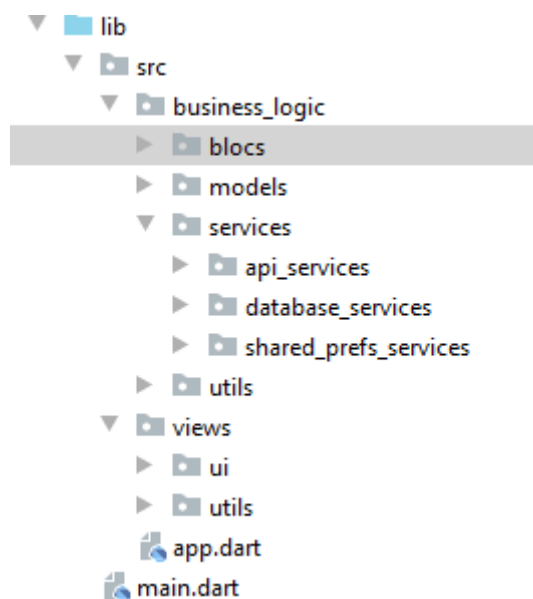 lib
src
business_logic
blocs
models
services
api_services
database_services
shared_prefs_services
utils
views
ui
utils
app.dart
main.dart